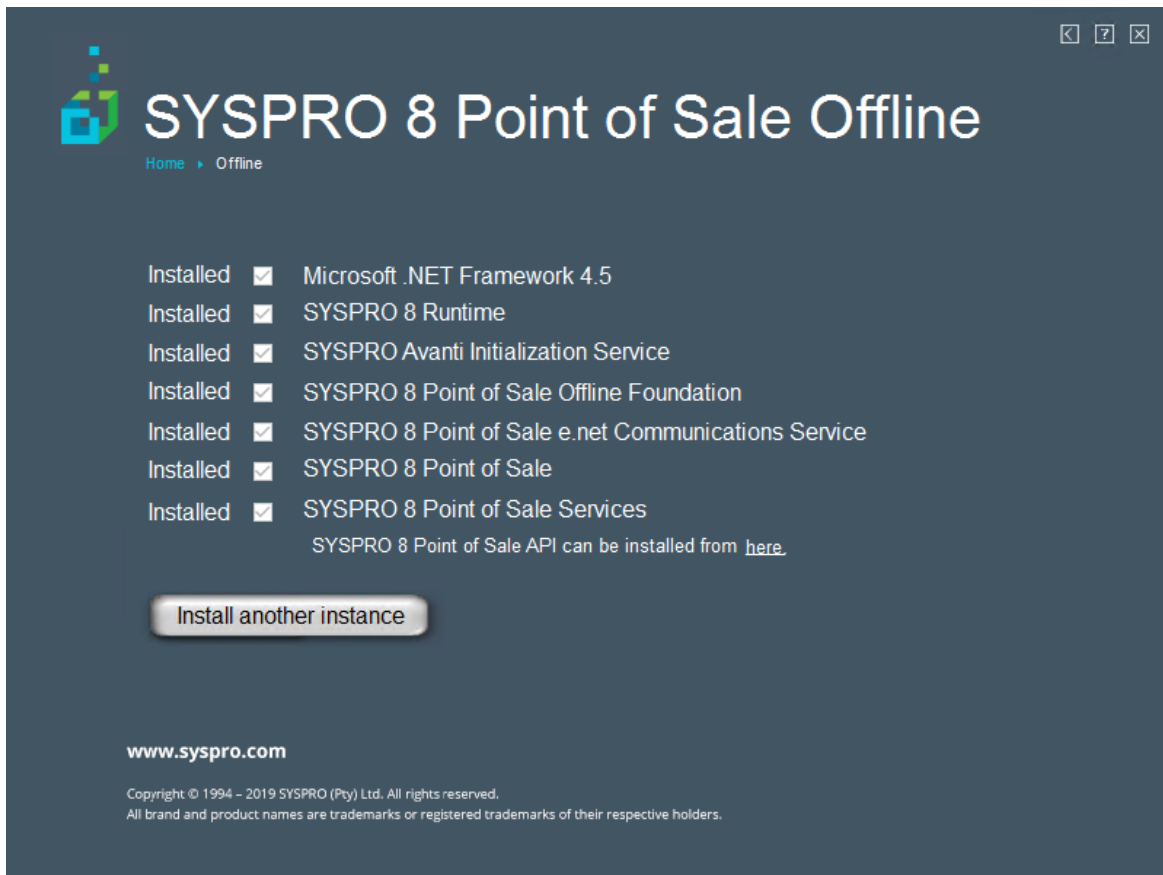 SYSPRO 8 Point of Sale Offline
Home ▸ Offline
Installed Microsoft .NET Framework 4.5
Installed SYSPRO 8 Runtime
Installed SYSPRO Avanti Initialization Service
Installed SYSPRO 8 Point of Sale Offline Foundation
Installed SYSPRO 8 Point of Sale e.net Communications Service
Installed SYSPRO 8 Point of Sale
Installed SYSPRO 8 Point of Sale Services
SYSPRO 8 Point of Sale API can be installed from here.
Install another instance
www.syspro.com
Copyright © 1994 – 2019 SYSPRO (Pty) Ltd. All rights reserved.
All brand and product names are trademarks or registered trademarks of their respective holders.